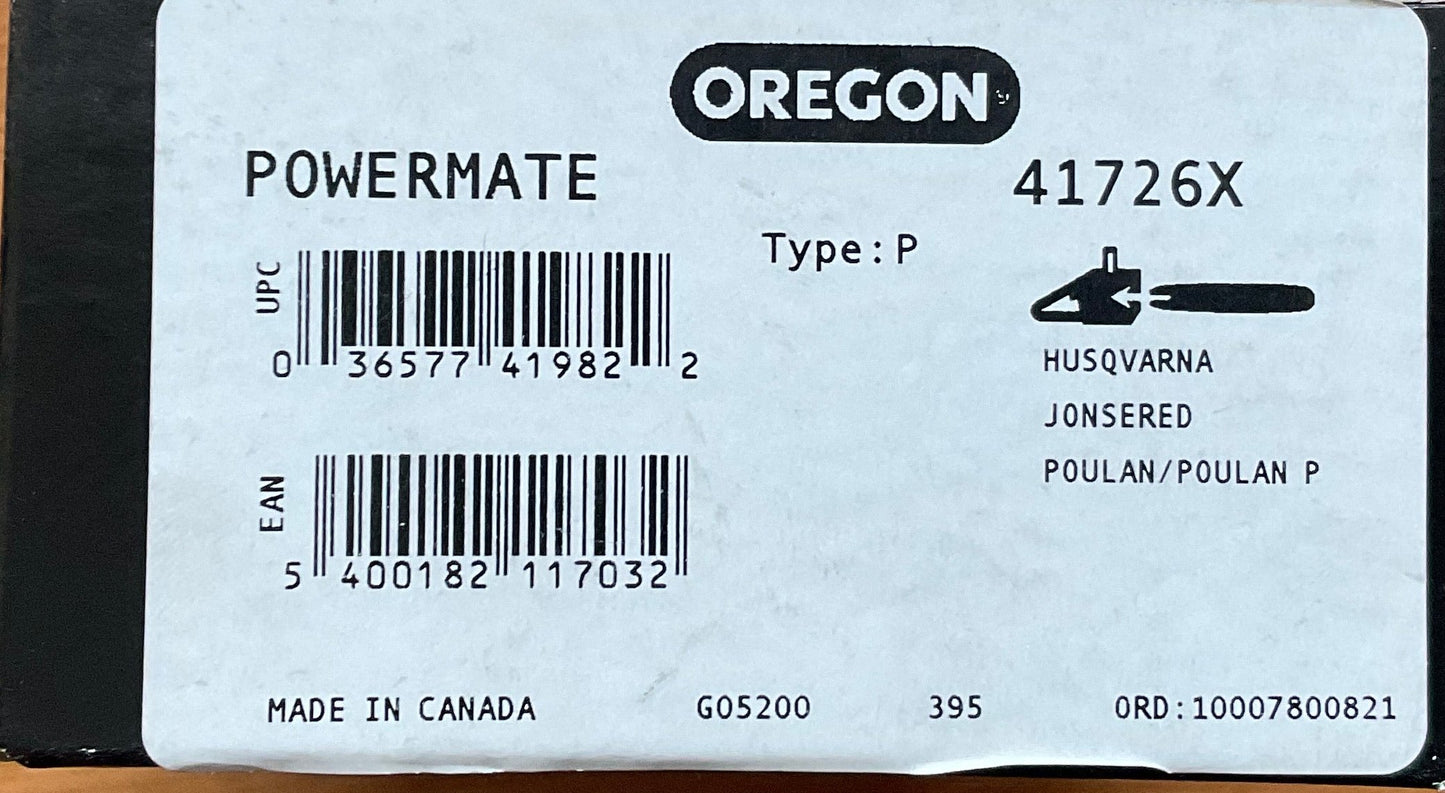 OREGON
POWERMATE
41726X
Type:P
UPC
0 36577 41982 2
HUSQVARNA
JONSERED
POULAN/POULAN P
EAN
5 400182 117032
MADE IN CANADA G05200 395 ORD:10007800821